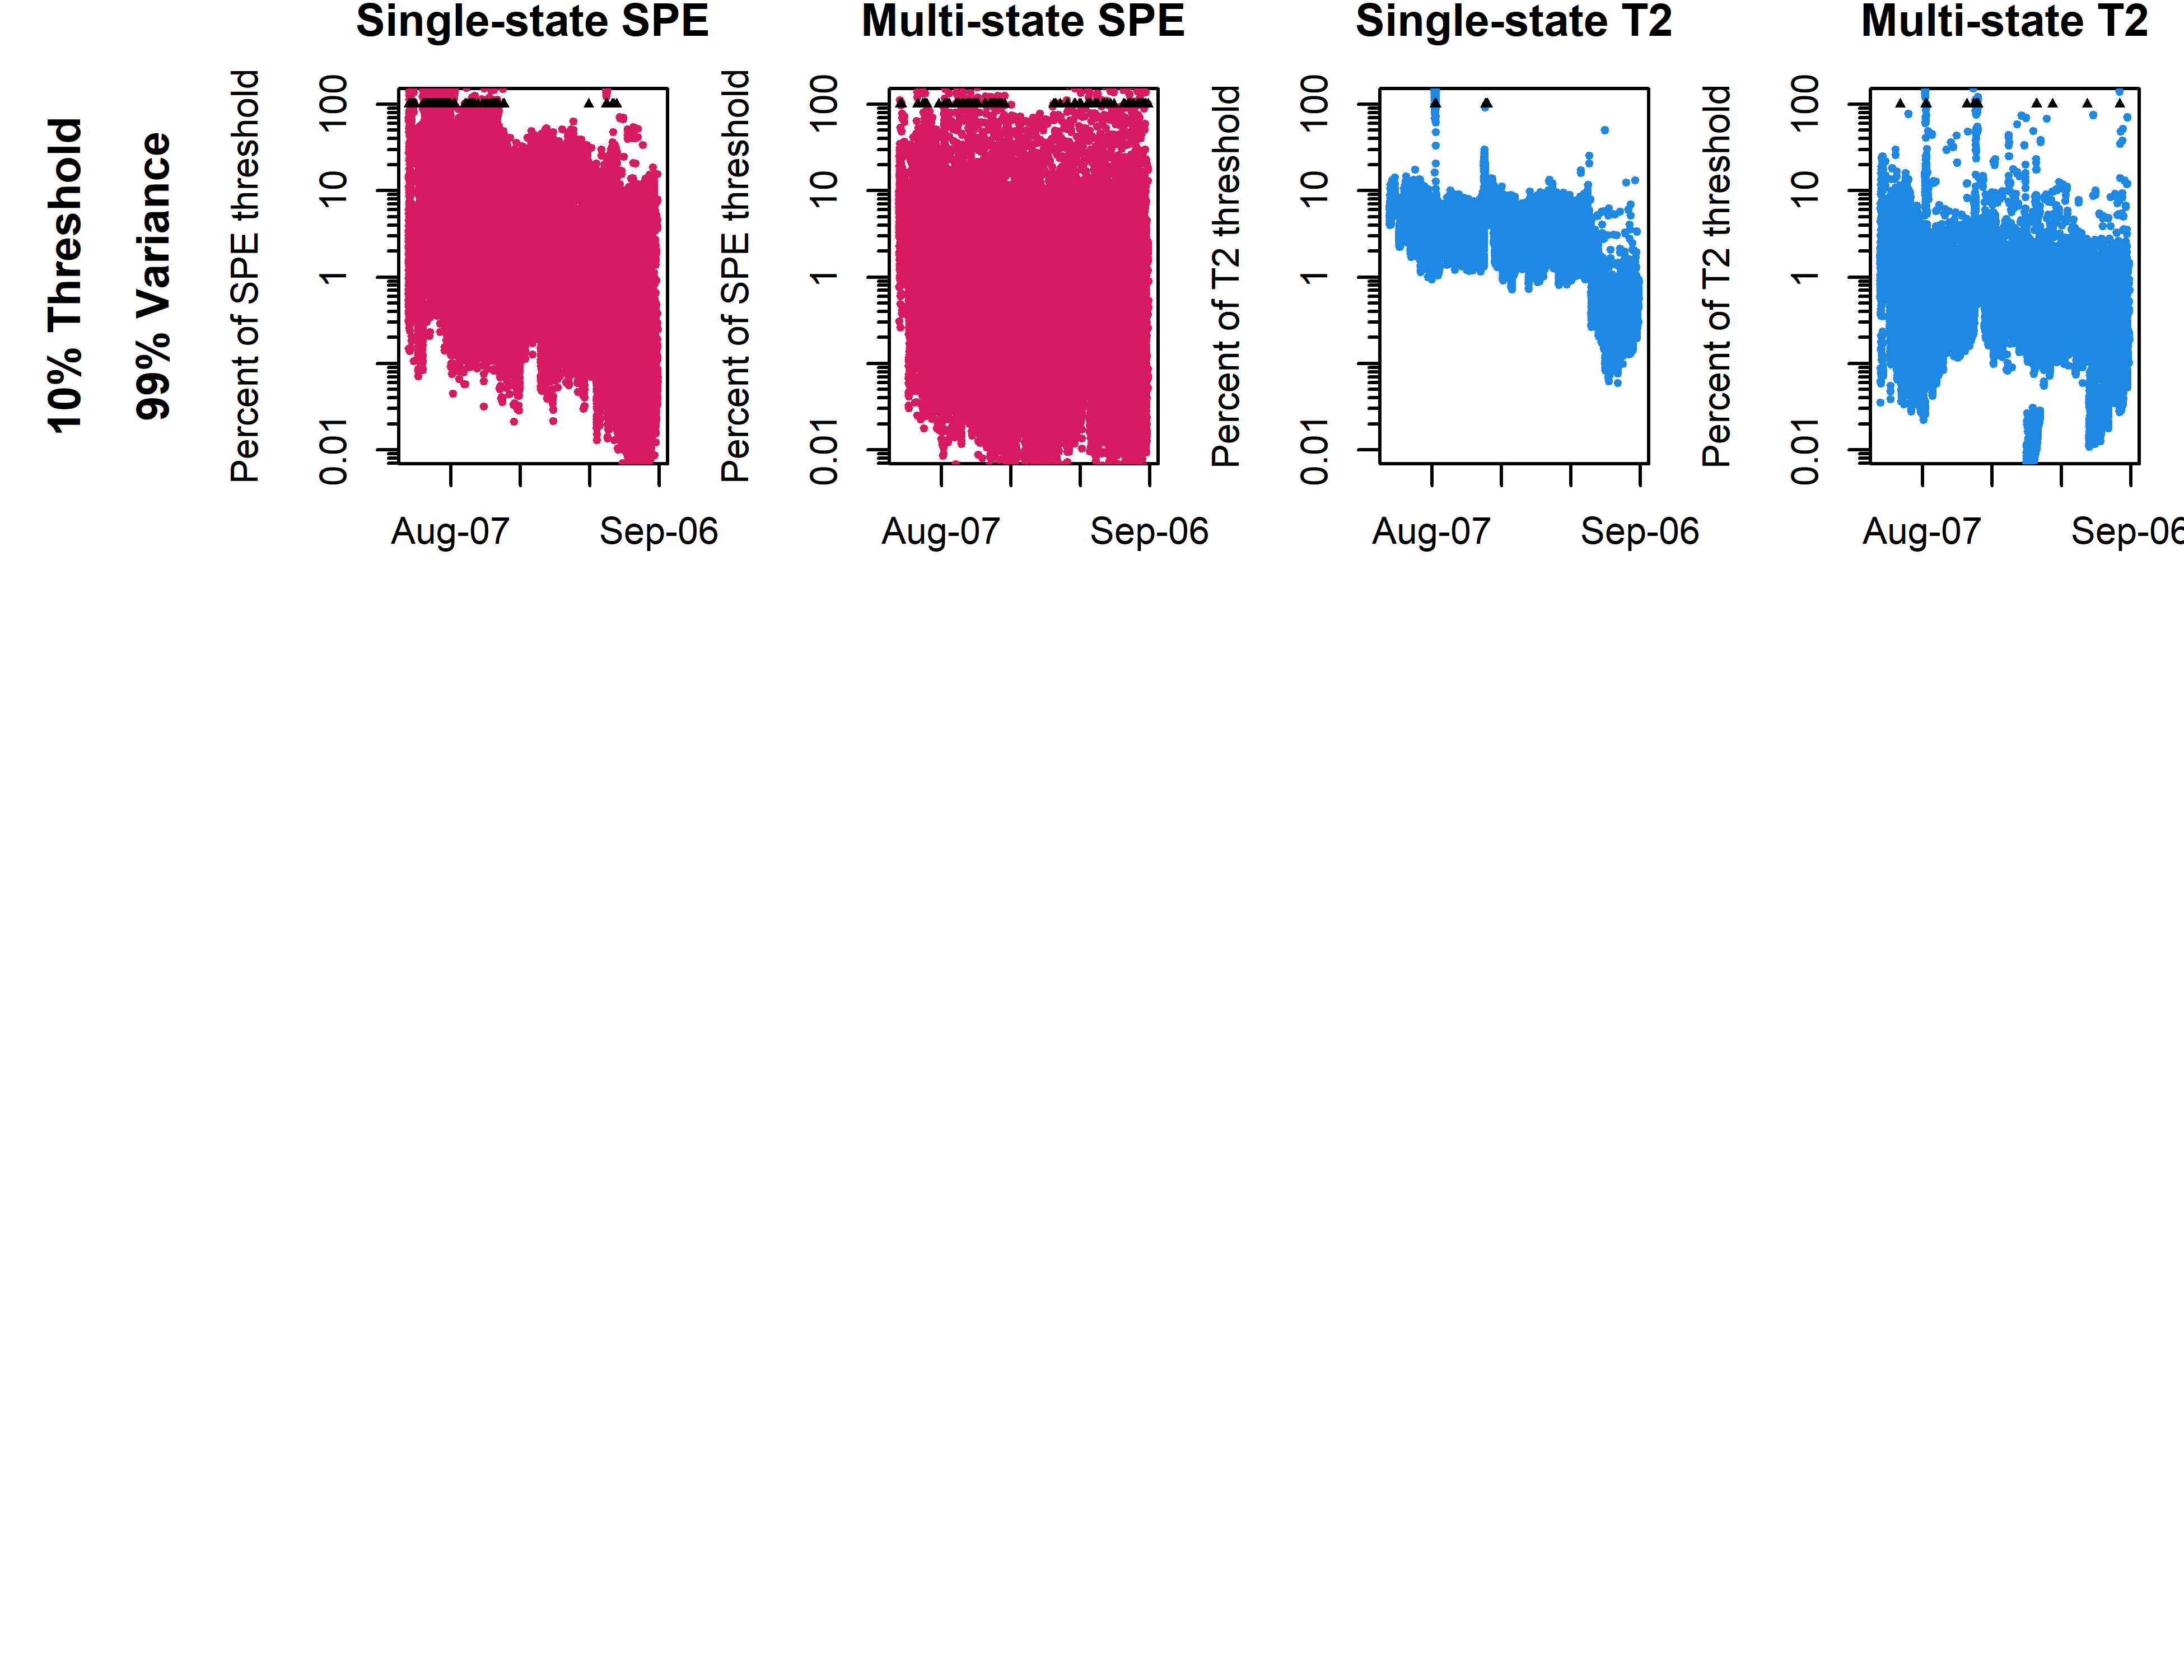 Single-state SPE
Multi-state SPE
Single-state T2
Multi-state T2
10% Threshold
99% Variance
Percent of SPE threshold
0.01
1
10
100
Aug-07
Sep-06
Percent of SPE threshold
0.01
1
10
100
Aug-07
Sep-06
Percent of T2 threshold
0.01
1
10
100
Aug-07
Sep-06
Percent of T2 threshold
0.01
1
10
100
Aug-07
Sep-06